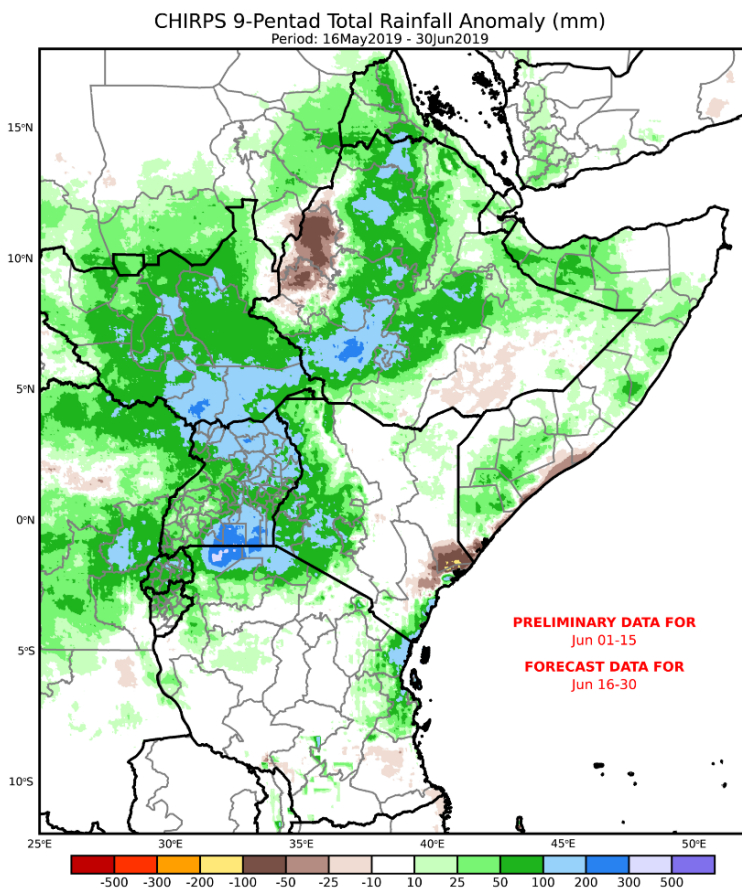 CHIRPS 9-Pentad Total Rainfall Anomaly (mm)
Period: 16May2019 - 30Jun2019
15°N
10°N
5°N
0°N
5°S
10°S
PRELIMINARY DATA FOR
Jun 01-15
FORECAST DATA FOR
Jun 16-30
25°E 30°E 35°E 40°E 45°E 50°E
-500 -300 -200 -100 -50 -25 -10 10 25 50 100 200 300 500